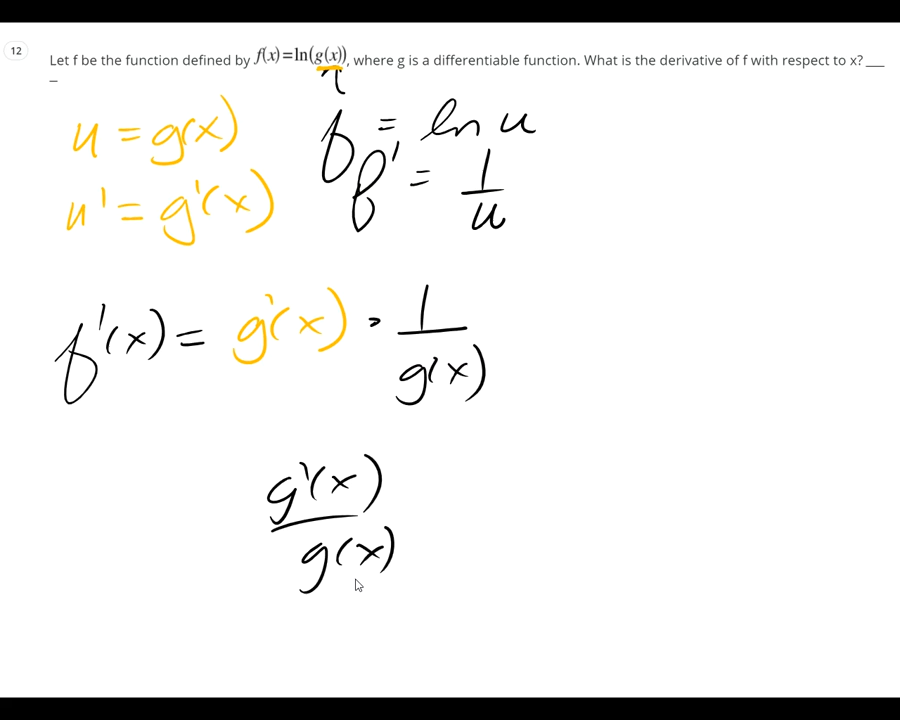 12
Let f be the function defined by f(x)=ln(g(x)), where g is a differentiable function. What is the derivative of f with respect to x? ___
_
u = g(x)
f = ln u
u' = g'(x)
f' = 1/u
f'(x) = g'(x) · 1/g(x)
g'(x)
g(x)